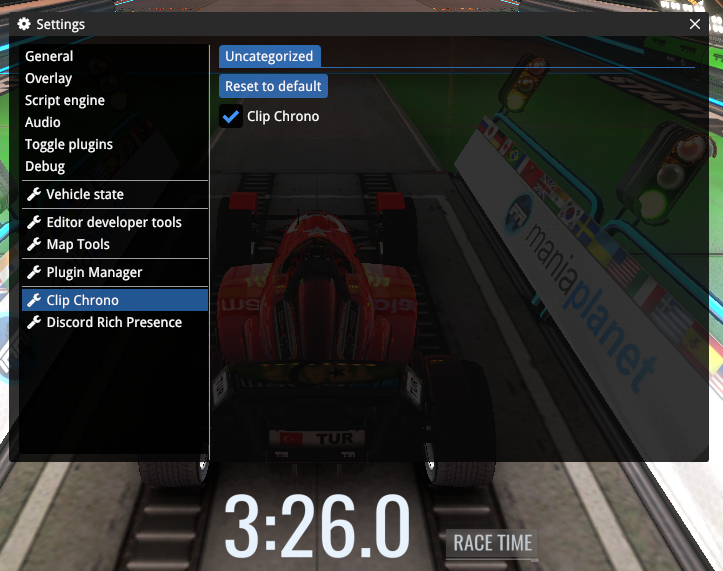 Settings
General
Overlay
Script engine
Audio
Toggle plugins
Debug
Vehicle state
Editor developer tools
Map Tools
Plugin Manager
Clip Chrono
Discord Rich Presence
Uncategorized
Reset to default
Clip Chrono
START
maniaplanet
TUR
3:26.0
RACE TIME